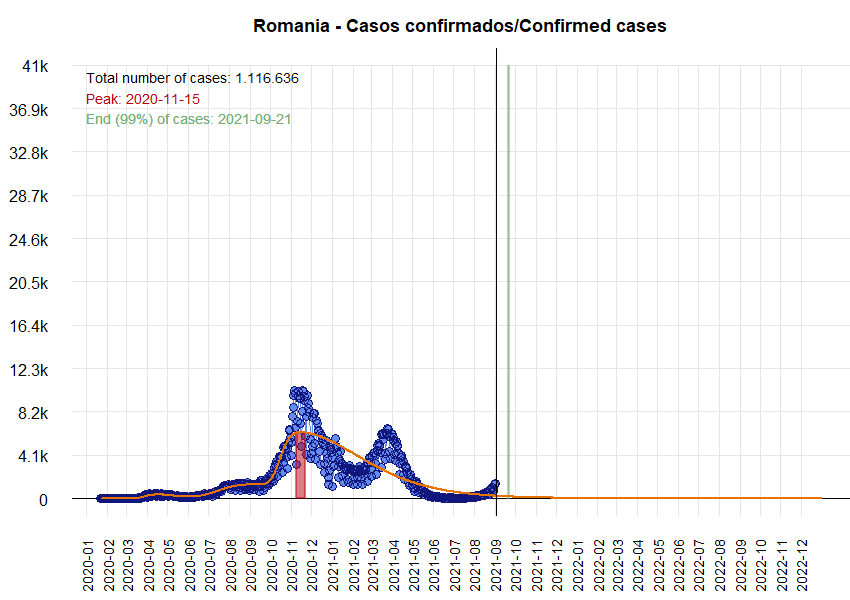 Romania - Casos confirmados/Confirmed cases
41k
Total number of cases: 1.116.636
Peak: 2020-11-15
36.9k
End (99%) of cases: 2021-09-21
32.8k
28.7k
24.6k
20.5k
16.4k
12.3k
8.2k
4.1k
0
2020-01
2020-02
2020-03
2020-04
2020-05
2020-06
2020-07
2020-08
2020-09
2020-10
2020-11
2020-12
2021-01
2021-02
2021-03
2021-04
2021-05
2021-06
2021-07
2021-08
2021-09
2021-10
2021-11
2021-12
2022-01
2022-02
2022-03
2022-04
2022-05
2022-06
2022-07
2022-08
2022-09
2022-10
2022-11
2022-12